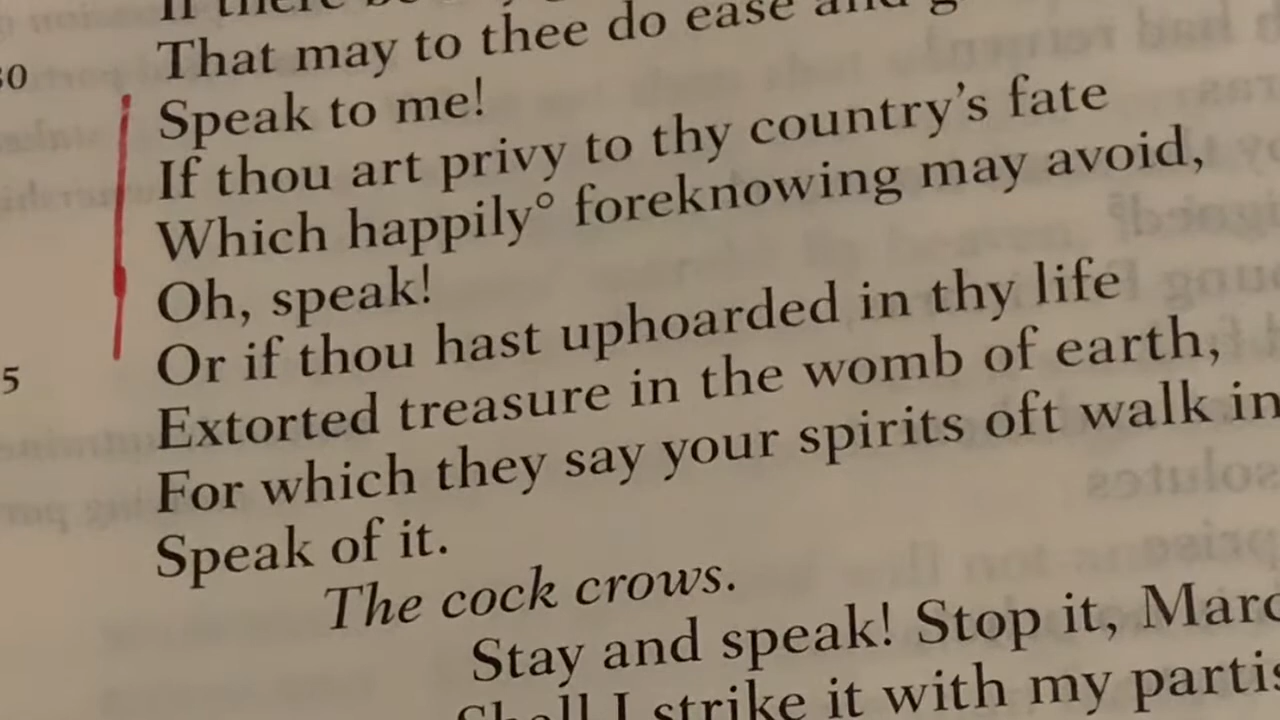 That may to thee do ease and
30
Speak to me!
If thou art privy to thy country's fate
Which happily° foreknowing may avoid,
Oh, speak!
Or if thou hast uphoarded in thy life
5
Extorted treasure in the womb of earth,
For which they say your spirits oft walk in
Speak of it.
The cock crows.
Stay and speak! Stop it, Marc
Shall I strike it with my partis